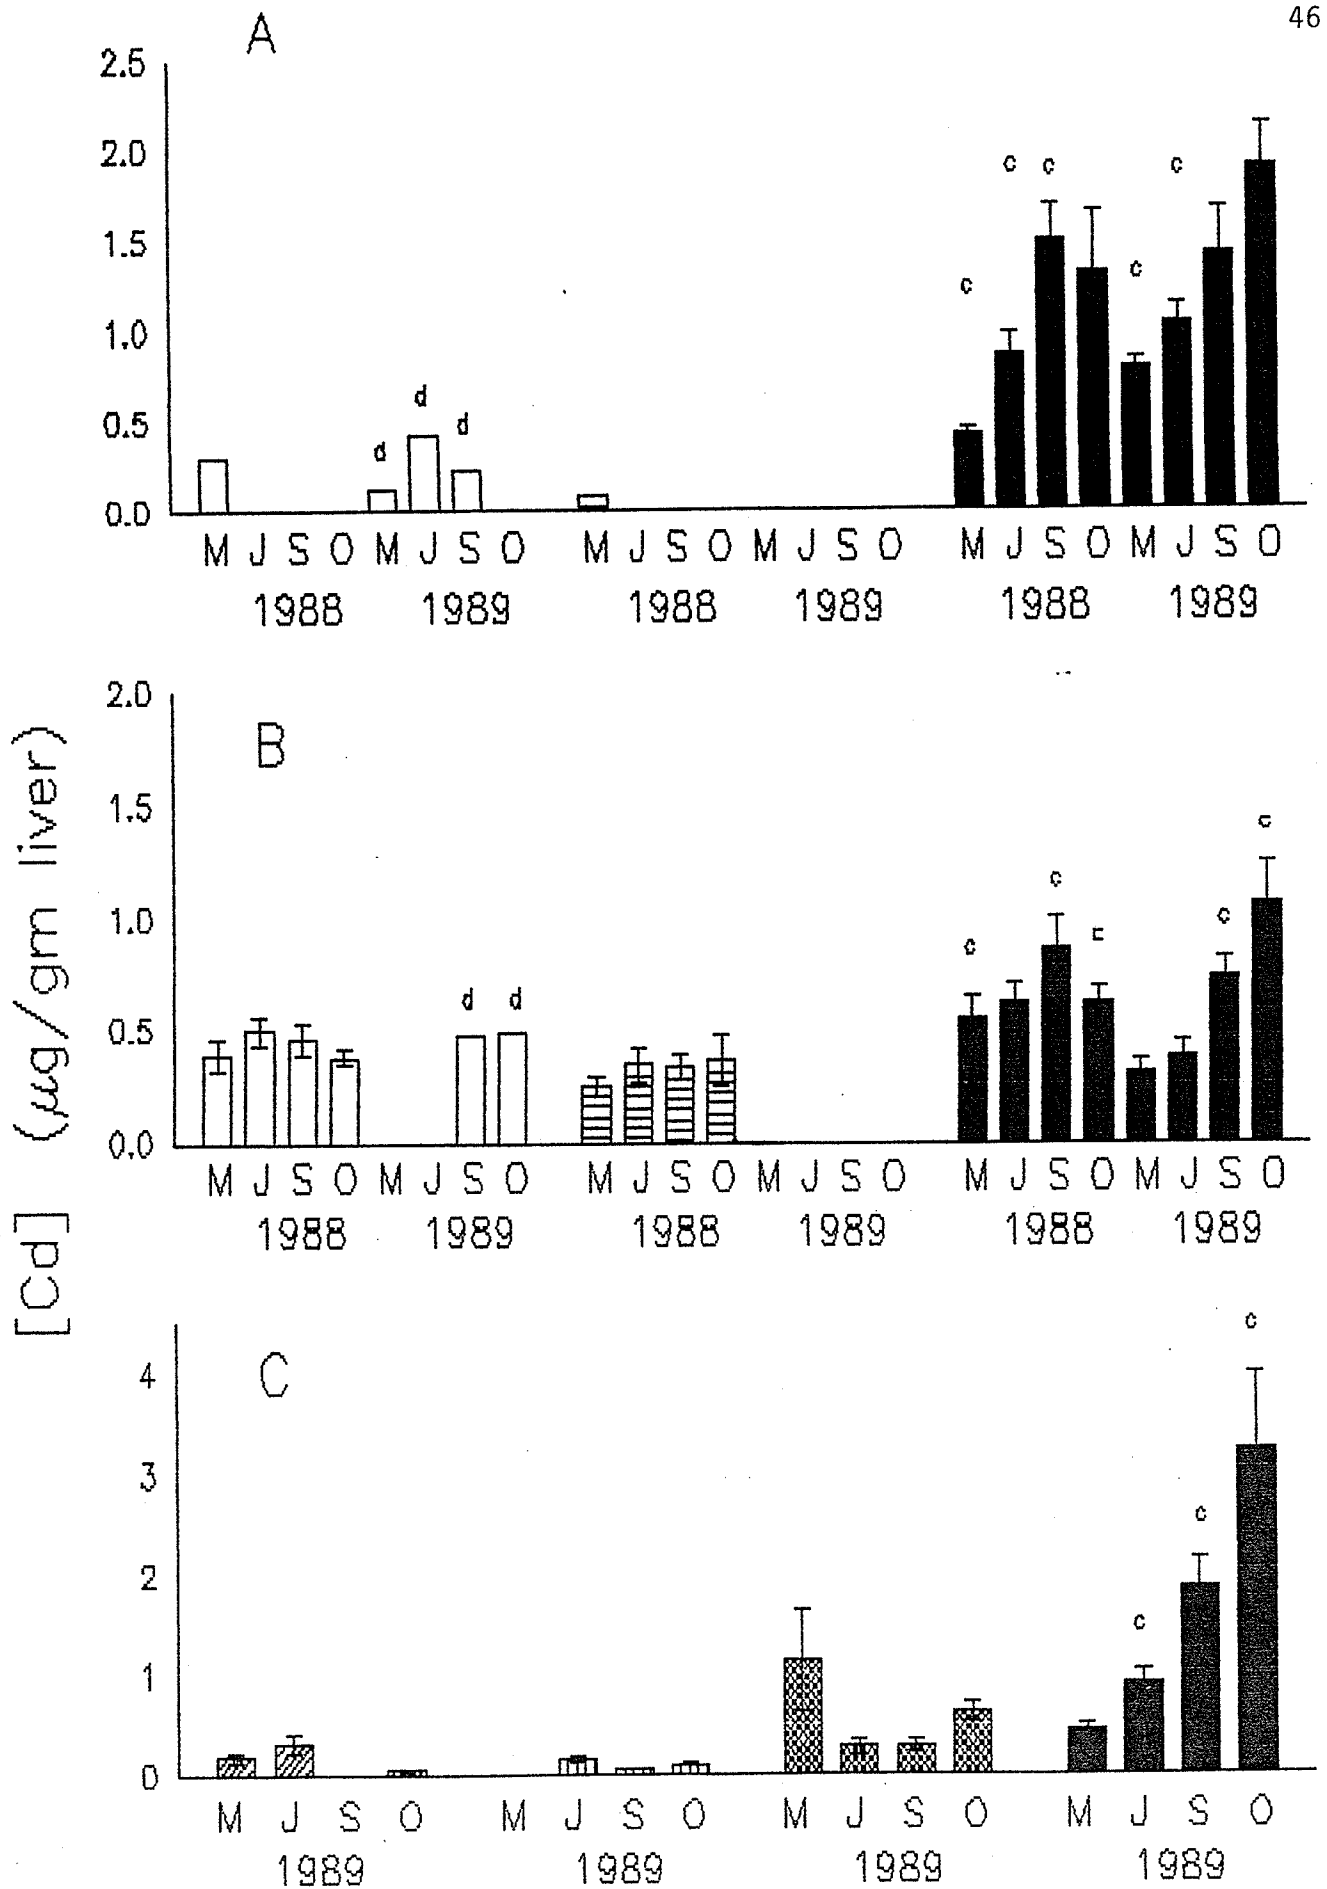 46
A
2.5
2.0
1.5
1.0
0.5
0.0
c c c c c
d d d
M J S O M J S O M J S O M J S O M J S O M J S O
1988 1989 1988 1989 1988 1989
[Cd] (µg/gm liver)
B
2.0
1.5
1.0
0.5
0.0
d d c c c c c
M J S O M J S O M J S O M J S O M J S O M J S O
1988 1989 1988 1989 1988 1989
C
4
3
2
1
0
c c c
M J S O M J S O M J S O M J S O
1989 1989 1989 1989